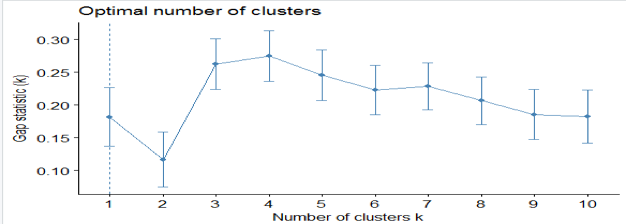 Optimal number of clusters
Gap statistic (k)
0.30
0.25
0.20
0.15
0.10
1 2 3 4 5 6 7 8 9 10
Number of clusters k